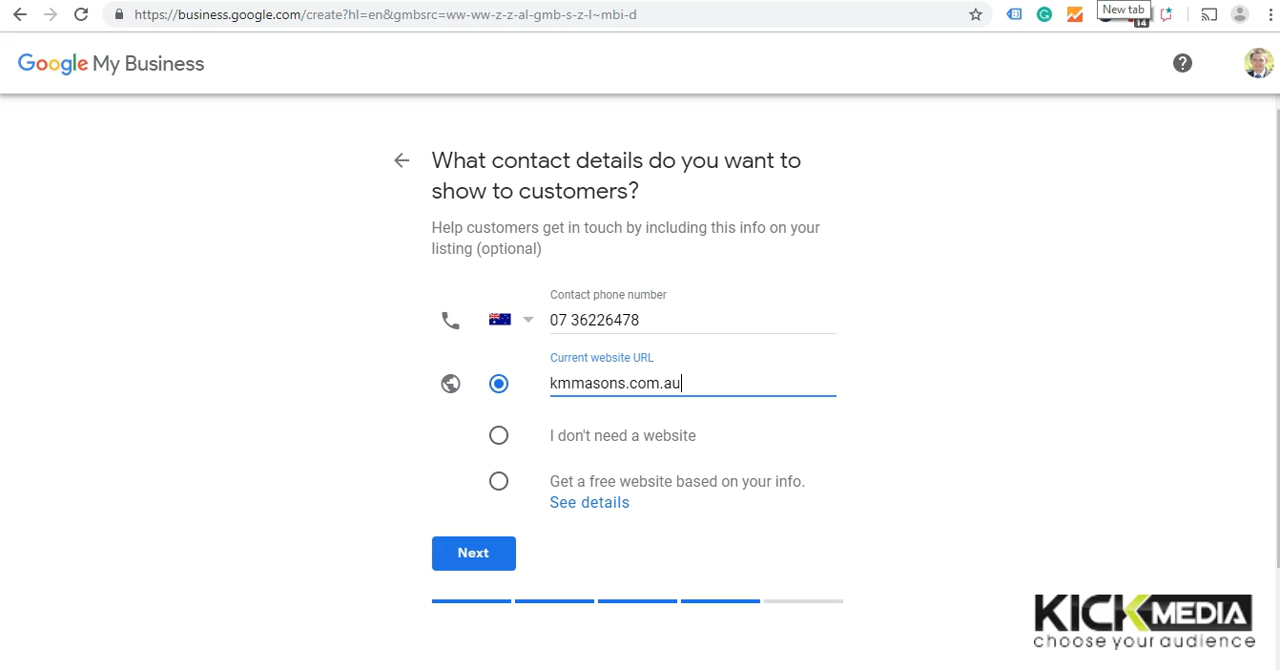 New tab
https://business.google.com/create?hl=en&gmbsrc=ww-ww-z-z-al-gmb-s-z-l~mbi-d
14
Google My Business
What contact details do you want to
show to customers?
Help customers get in touch by including this info on your
listing (optional)
Contact phone number
07 36226478
Current website URL
kmmasons.com.au
I don't need a website
Get a free website based on your info.
See details
Next
KICKMEDIA
choose your audience